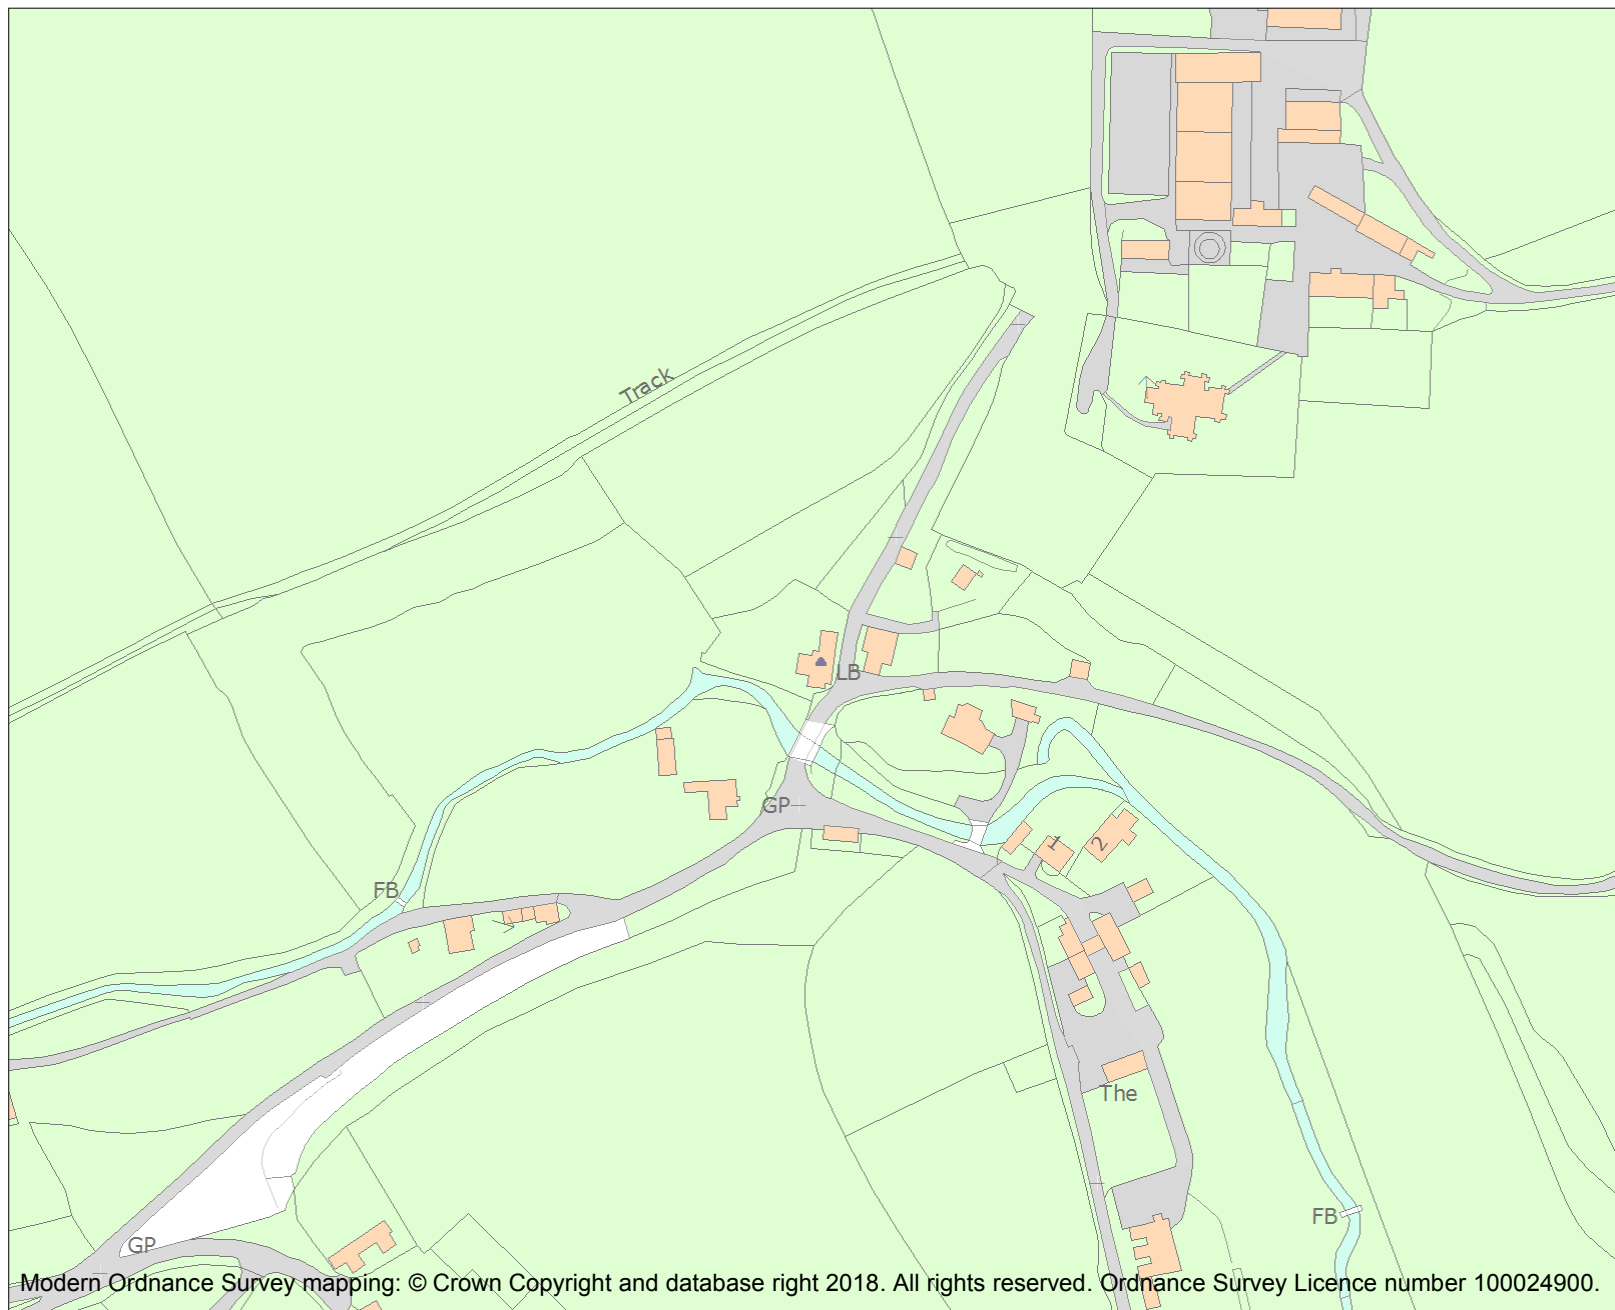 Track
LB
GP
1
2
FB
The
FB
GP
Modern Ordnance Survey mapping: © Crown Copyright and database right 2018. All rights reserved. Ordnance Survey Licence number 100024900.